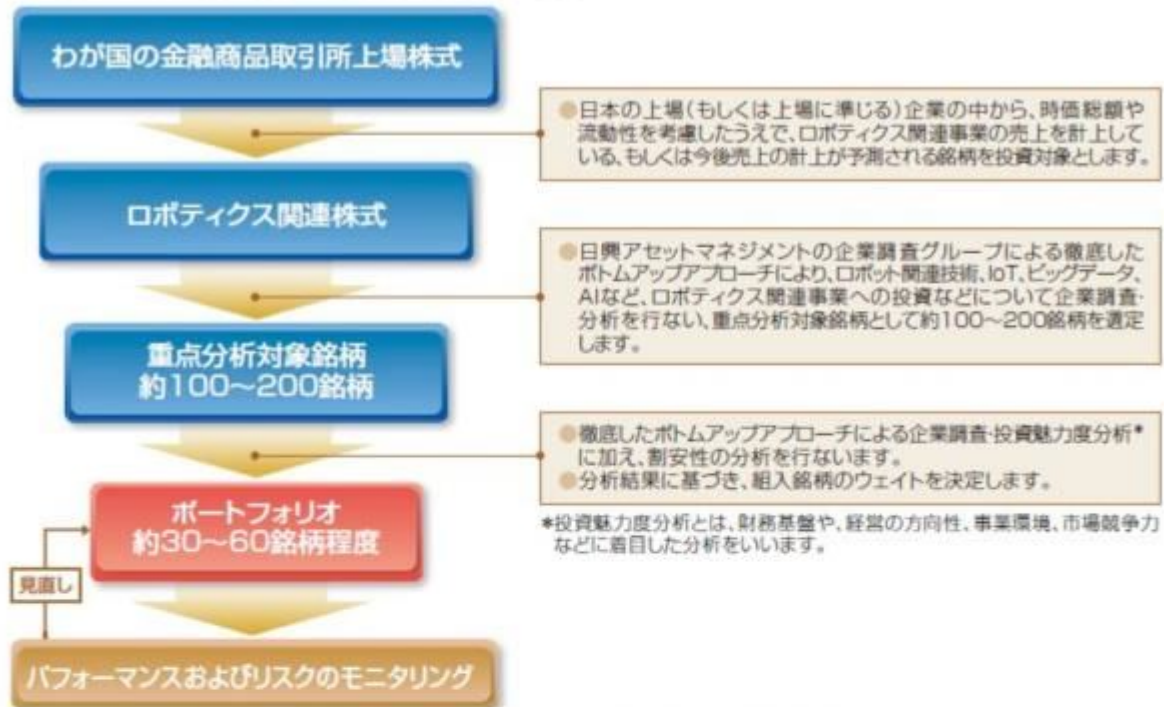 わが国の金融商品取引所上場株式
●日本の上場(もしくは上場に準じる)企業の中から、時価総額や
流動性を考慮したうえで、ロボティクス関連事業の売上を計上して
いる、もしくは今後売上の計上が予測される銘柄を投資対象とします。
ロボティクス関連株式
●日興アセットマネジメントの企業調査グループによる徹底した
ボトムアップアプローチにより、ロボット関連技術、IoT、ビッグデータ、
AIなど、ロボティクス関連事業への投資などについて企業調査・
分析を行ない、重点分析対象銘柄として約100〜200銘柄を選定
します。
重点分析対象銘柄
約100〜200銘柄
●徹底したボトムアップアプローチによる企業調査・投資魅力度分析*
に加え、割安性の分析を行ないます。
●分析結果に基づき、組入銘柄のウェイトを決定します。
*投資魅力度分析とは、財務基盤や、経営の方向性、事業環境、市場競争力
などに着目した分析をいいます。
ポートフォリオ
約30〜60銘柄程度
見直し
パフォーマンスおよびリスクのモニタリング